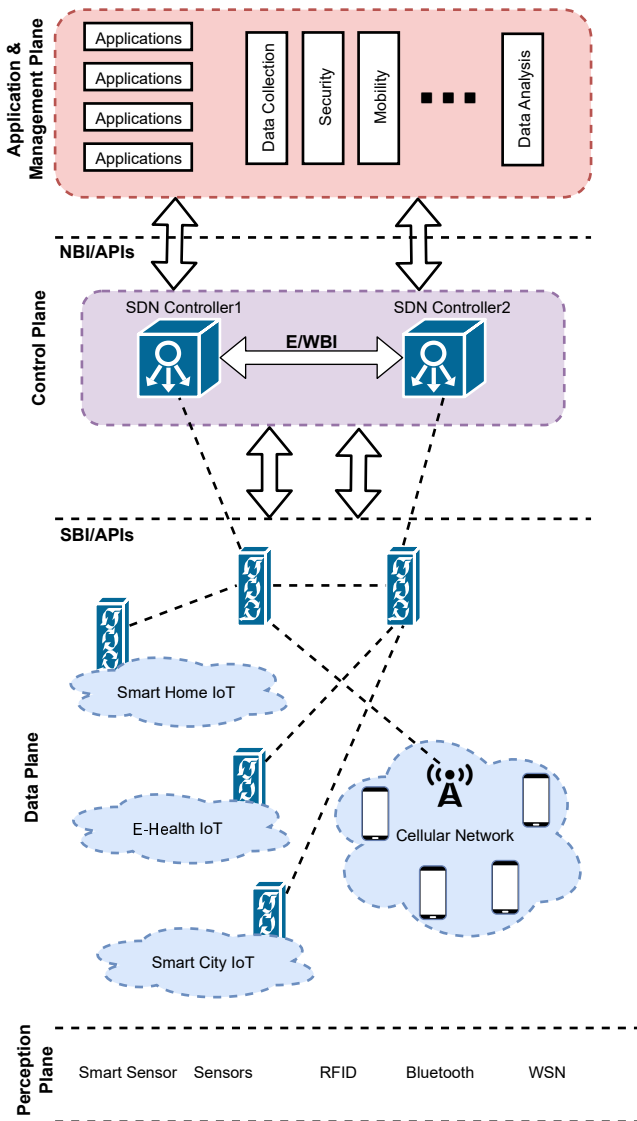 Application &
Management Plane
Applications
Applications
Applications
Applications
Data Collection
Security
Mobility
Data Analysis
NBI/APIs
Control Plane
SDN Controller1
SDN Controller2
E/WBI
SBI/APIs
Data Plane
Smart Home IoT
E-Health IoT
Cellular Network
Smart City IoT
Perception
Plane
Smart Sensor
Sensors
RFID
Bluetooth
WSN